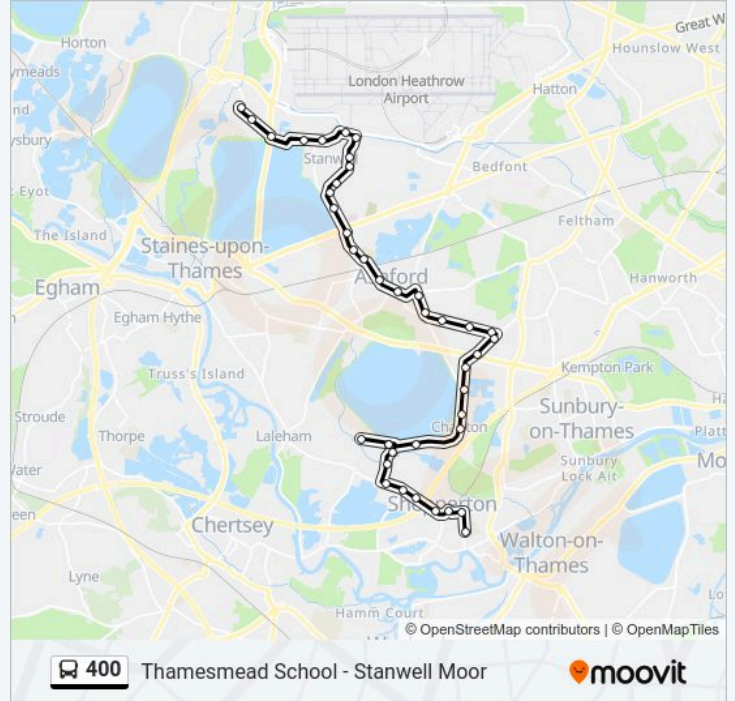 Great W
Horton
Hounslow West
ymeads
London Heathrow
Airport
Hatton
nd
ysbury
Stanw
Bedfont
Eyot
Feltham
The Island
Staines-upon-
Thames
Ashford
Hanworth
Egham
Egham Hythe
Truss's Island
Kempton Park
Ha
Sunbury-
on-Thames
Stroude
Thorpe
Laleham
Charlton
Platt
Sunbury
Lock Ait
Mo
Water
Shepperton
een
Chertsey
Walton-on-
Thames
Lyne
Lo
Hamm Court
© OpenStreetMap contributors | © OpenMapTiles
400 Thamesmead School - Stanwell Moor
moovit